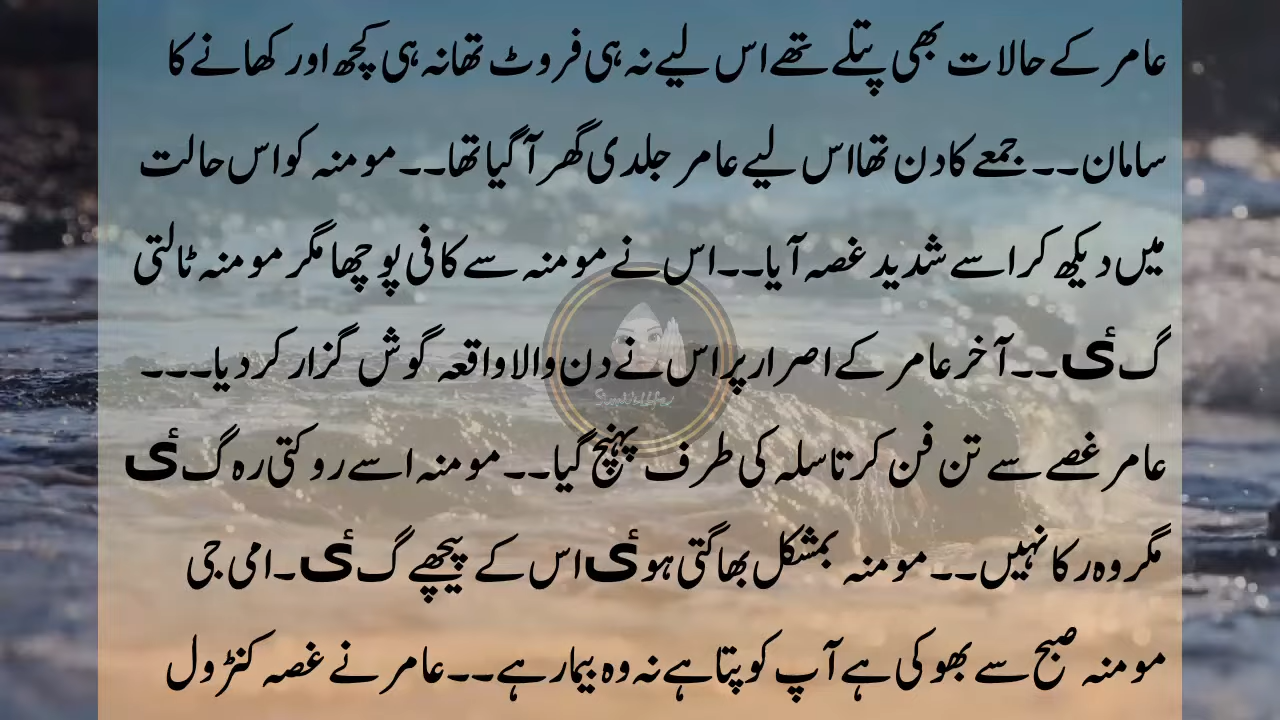 عامر کے حالات بھی پتلے تھے اس لیے نہ ہی فروٹ تھا نہ ہی کچھ اور کھانے کا
سامان۔۔ جمعے کا دن تھا اس لیے عامر جلدی گھر آ گیا تھا۔۔ مومنہ کو اس حالت
میں دیکھ کر اسے شدید غصہ آیا۔۔ اس نے مومنہ سے کافی پوچھا مگر مومنہ ٹالتی
گئ۔۔ آخر عامر کے اصرار پر اس نے دن والا واقعہ گوش گزار کر دیا۔۔۔
عامر غصے سے تن فن کرتا سلہ کی طرف پہنچ گیا۔۔ مومنہ اسے روکتی رہ گئ
مگر وہ رکا نہیں۔۔ مومنہ بمشکل بھاگتی ہوئ اس کے پیچھے گئ۔ امی جی
مومنہ صبح سے بھوکی ہے آپ کو پتا ہے نہ وہ بیمار ہے۔۔ عامر نے غصہ کنڑول